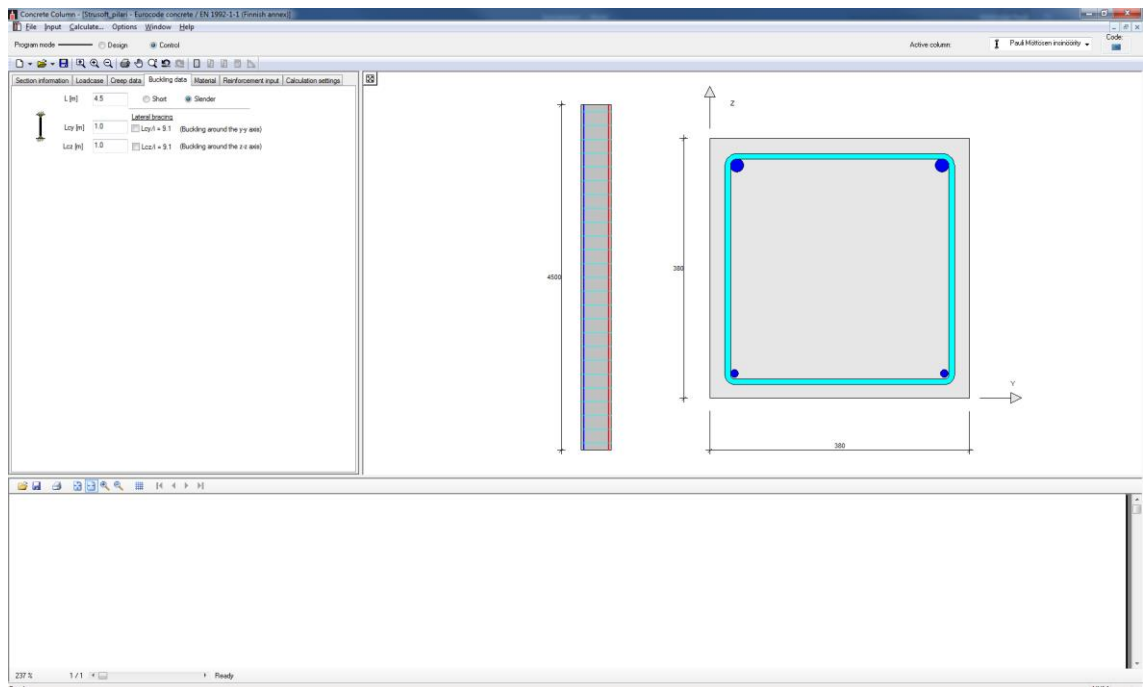 Concrete Column - [Strusoft_pilari - Eurocode concrete / EN 1992-1-1 (Finnish annex)]
File Input Calculate... Options Window Help
Program mode Design Control Active column: Pauli Möttösen insinöörity Code:
Section information Loadcase Creep data Buckling data Material Reinforcement input Calculation settings
L [m] 4.5 Short Slender
Lateral bracing
Lcy [m] 1.0 Lcy/i = 9.1 (Buckling around the y-y axis)
Lcz [m] 1.0 Lcz/i = 9.1 (Buckling around the z-z axis)
Z
4500
380
Y
380
237 % 1 / 1 Ready